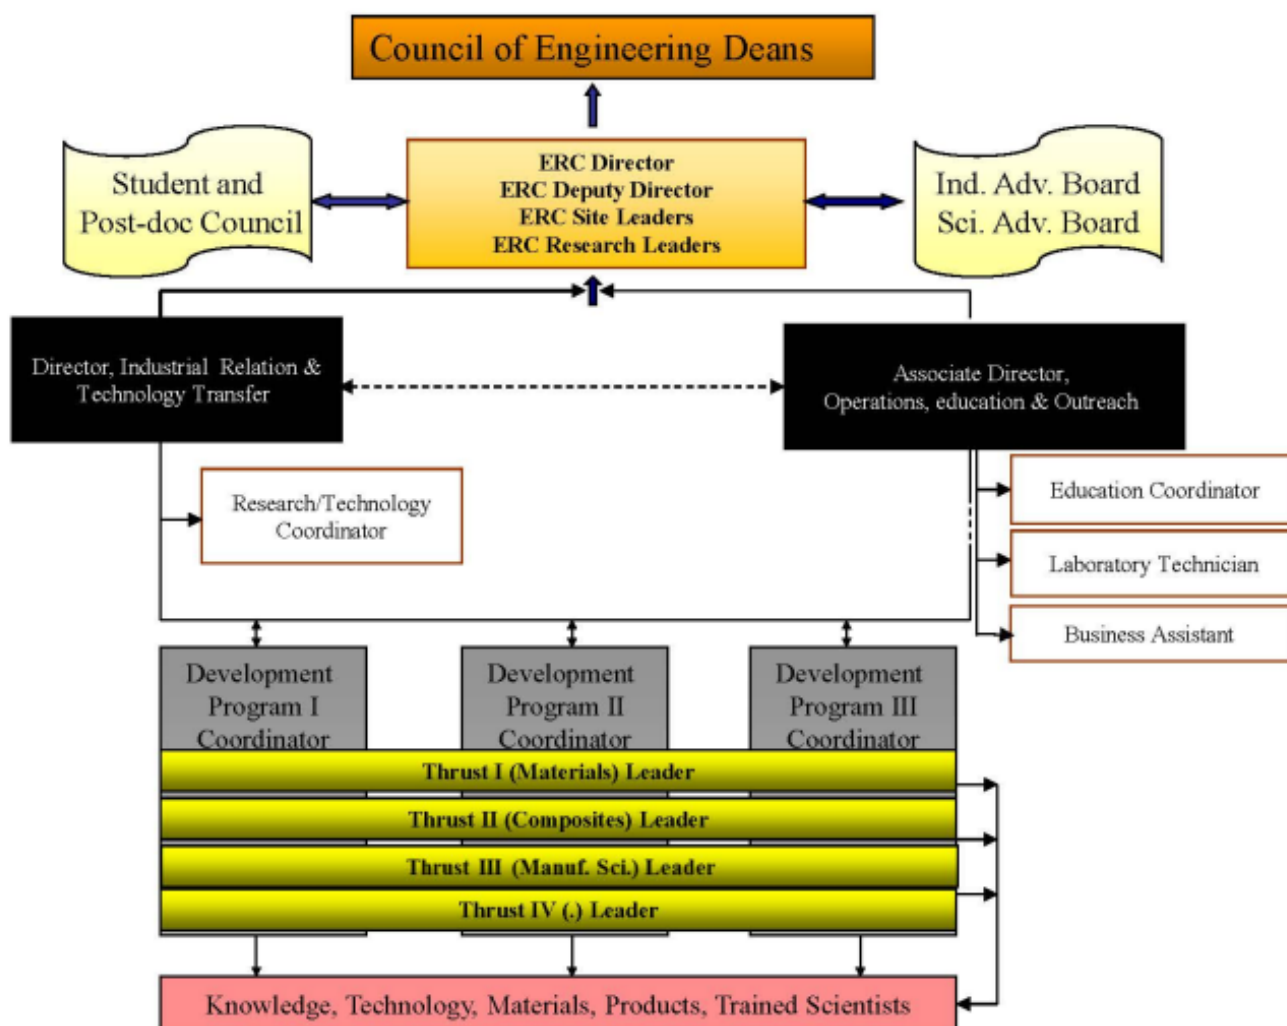 Council of Engineering Deans
Student and
Post-doc Council
ERC Director
ERC Deputy Director
ERC Site Leaders
ERC Research Leaders
Ind. Adv. Board
Sci. Adv. Board
Director, Industrial Relation &
Technology Transfer
Associate Director,
Operations, education & Outreach
Research/Technology
Coordinator
Education Coordinator
Laboratory Technician
Business Assistant
Development
Program I
Coordinator
Development
Program II
Coordinator
Development
Program III
Coordinator
Thrust I (Materials) Leader
Thrust II (Composites) Leader
Thrust III (Manuf. Sci.) Leader
Thrust IV (.) Leader
Knowledge, Technology, Materials, Products, Trained Scientists